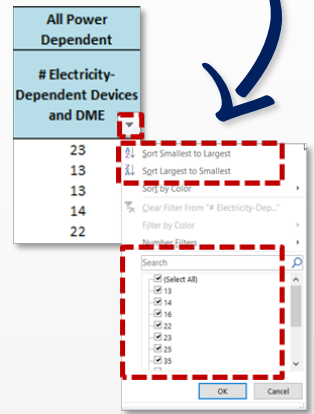 All Power
Dependent
# Electricity-
Dependent Devices
and DME
23
13
13
14
22
Sort Smallest to Largest
Sort Largest to Smallest
Sort by Color
Clear Filter From "# Electricity-Dep..."
Filter by Color
Number Filters
Search
(Select All)
13
14
16
22
23
25
35
OK
Cancel